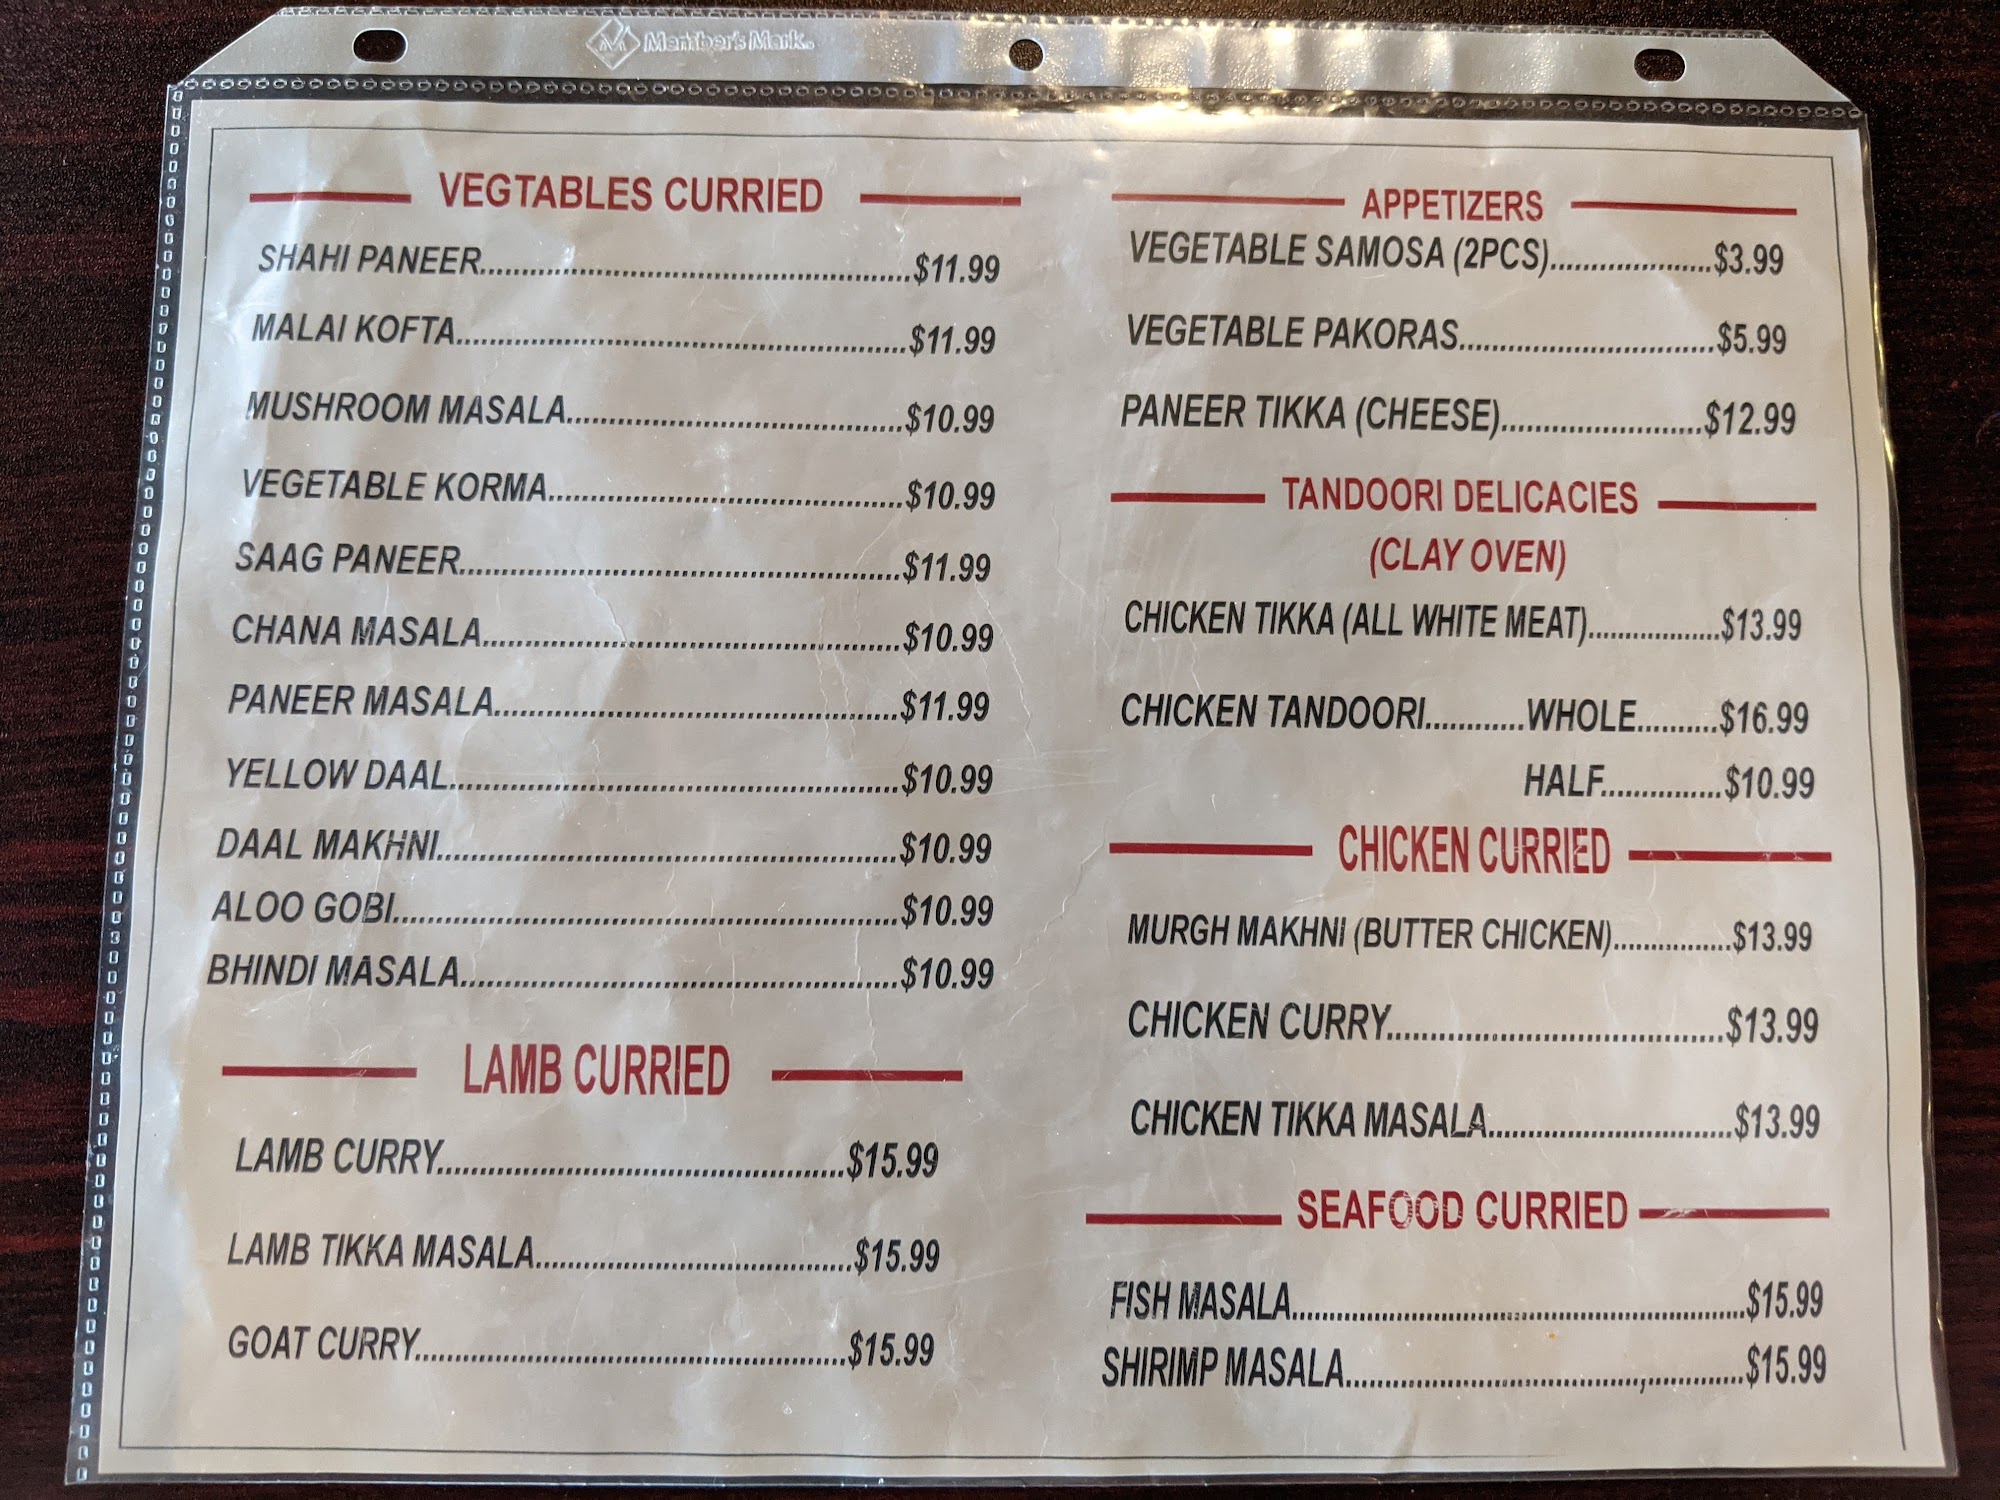 Member's Mark
VEGTABLES CURRIED
SHAHI PANEER..................................................$11.99
MALAI KOFTA..................................................$11.99
MUSHROOM MASALA........................................$10.99
VEGETABLE KORMA..........................................$10.99
SAAG PANEER..................................................$11.99
CHANA MASALA................................................$10.99
PANEER MASALA...............................................$11.99
YELLOW DAAL..................................................$10.99
DAAL MAKHNI...................................................$10.99
ALOO GOBI.......................................................$10.99
BHINDI MASALA................................................$10.99
LAMB CURRIED
LAMB CURRY..................................................$15.99
LAMB TIKKA MASALA.......................................$15.99
GOAT CURRY..................................................$15.99
APPETIZERS
VEGETABLE SAMOSA (2PCS)....................$3.99
VEGETABLE PAKORAS...............................$5.99
PANEER TIKKA (CHEESE).........................$12.99
TANDOORI DELICACIES
(CLAY OVEN)
CHICKEN TIKKA (ALL WHITE MEAT)..................$13.99
CHICKEN TANDOORI............WHOLE..........$16.99
HALF...............$10.99
CHICKEN CURRIED
MURGH MAKHNI (BUTTER CHICKEN)................$13.99
CHICKEN CURRY.........................................$13.99
CHICKEN TIKKA MASALA..............................$13.99
SEAFOOD CURRIED
FISH MASALA..................................................$15.99
SHIRIMP MASALA....................................,............$15.99